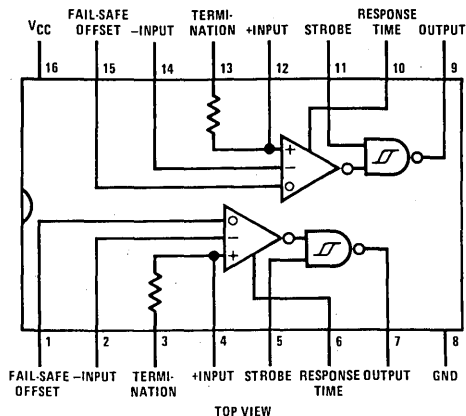 VCC
FAIL-SAFE OFFSET
–INPUT
TERMI-NATION
+INPUT
STROBE
RESPONSE TIME
OUTPUT
16 15 14 13 12 11 10 9
+
–
+
–
1 2 3 4 5 6 7 8
FAIL-SAFE OFFSET
–INPUT
TERMI-NATION
+INPUT
STROBE
RESPONSE TIME
OUTPUT
GND
TOP VIEW